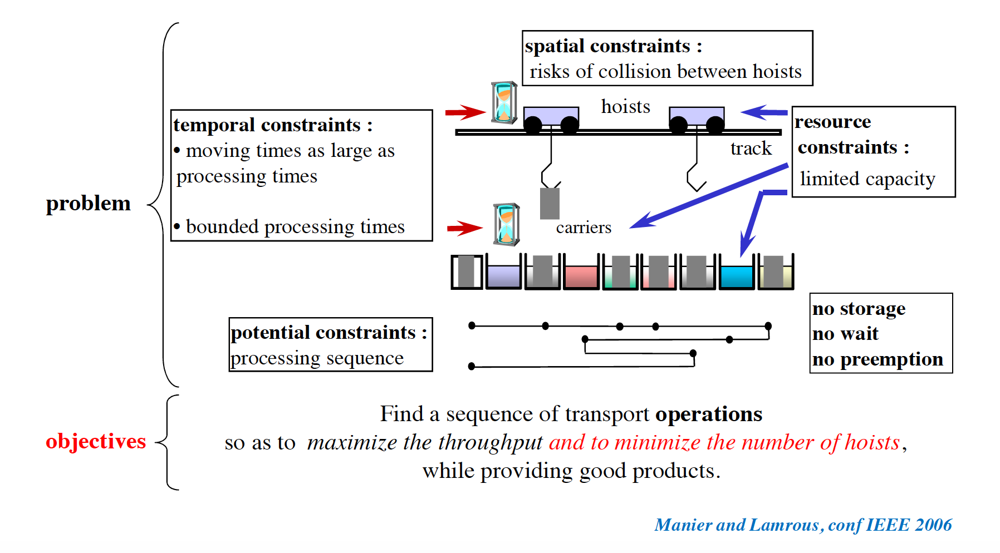 spatial constraints :
risks of collision between hoists
hoists
temporal constraints :
• moving times as large as
processing times
• bounded processing times
resource
constraints :
limited capacity
track
problem
carriers
no storage
no wait
no preemption
potential constraints :
processing sequence
objectives
Find a sequence of transport operations
so as to maximize the throughput and to minimize the number of hoists,
while providing good products.
Manier and Lamrous, conf IEEE 2006